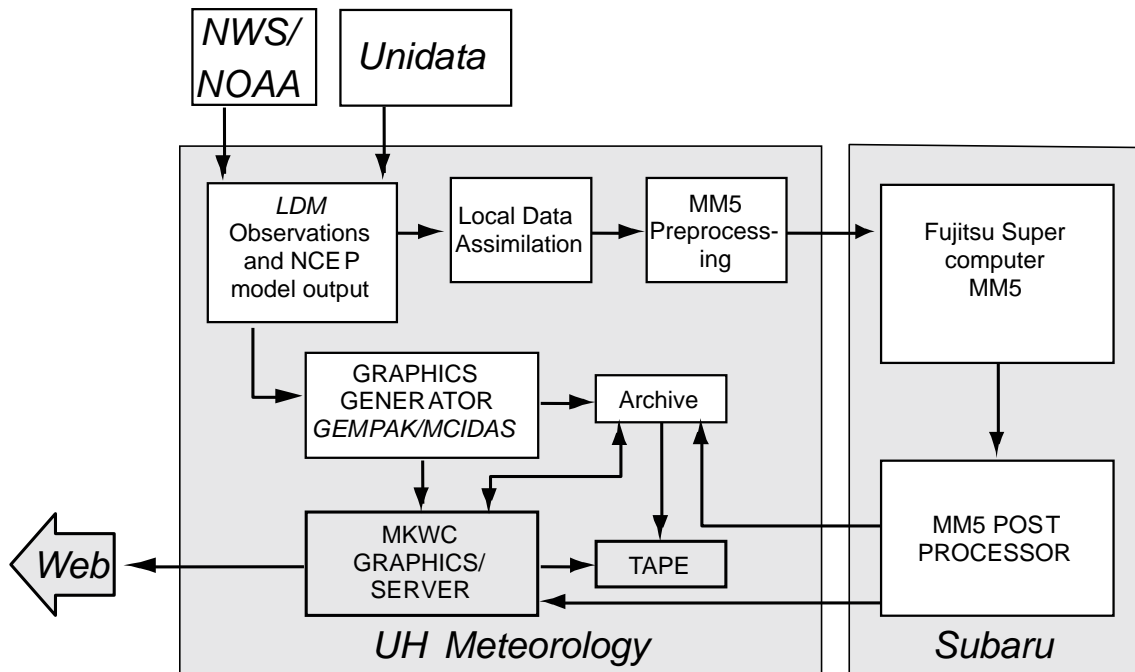 NWS/
NOAA
Unidata
LDM
Observations
and NCEP
model output
Local Data
Assimilation
MM5
Preprocess-
ing
Fujitsu Super
computer
MM5
GRAPHICS
GENERATOR
GEMPAK/MCIDAS
Archive
MKWC
GRAPHICS/
SERVER
TAPE
MM5 POST
PROCESSOR
Web
UH Meteorology
Subaru